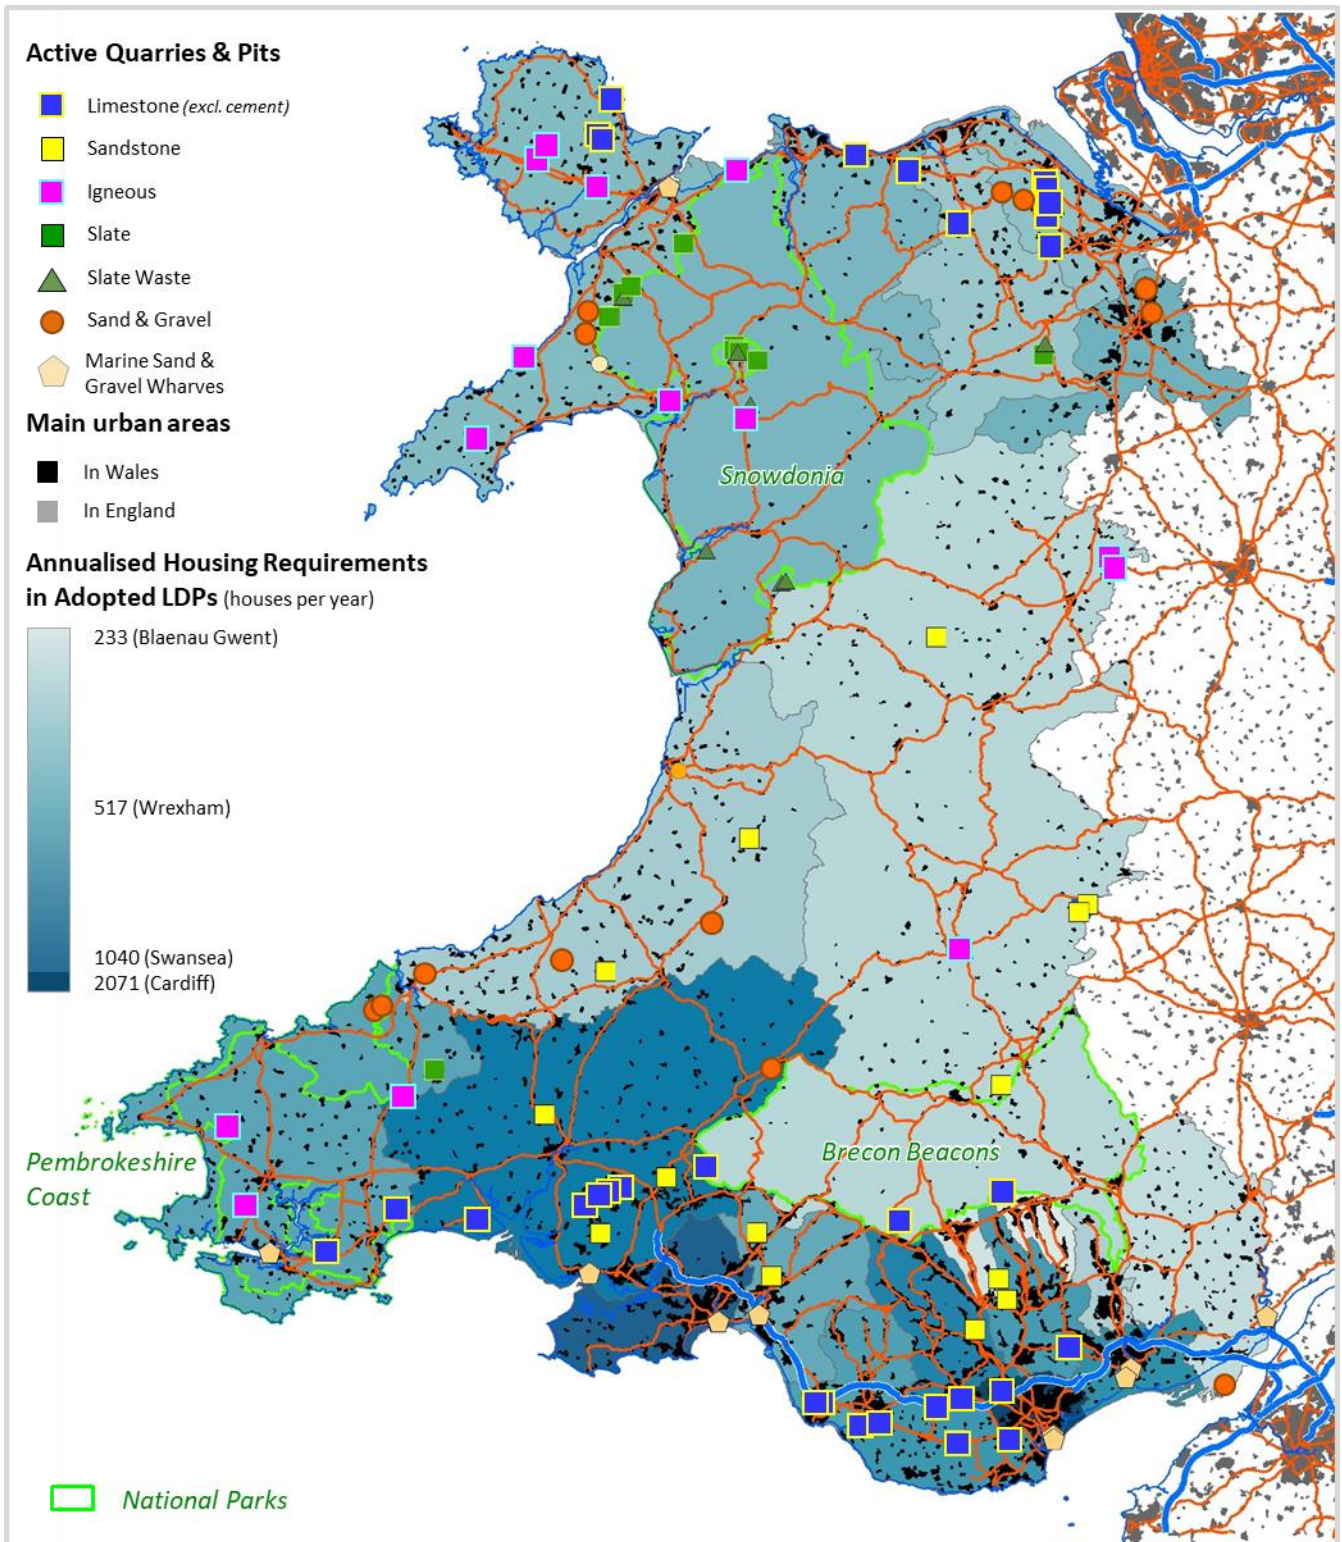 Active Quarries & Pits
Limestone (excl. cement)
Sandstone
Igneous
Slate
Slate Waste
Sand & Gravel
Marine Sand &
Gravel Wharves
Main urban areas
In Wales
In England
Annualised Housing Requirements
in Adopted LDPs (houses per year)
233 (Blaenau Gwent)
517 (Wrexham)
1040 (Swansea)
2071 (Cardiff)
Snowdonia
Brecon Beacons
Pembrokeshire
Coast
National Parks